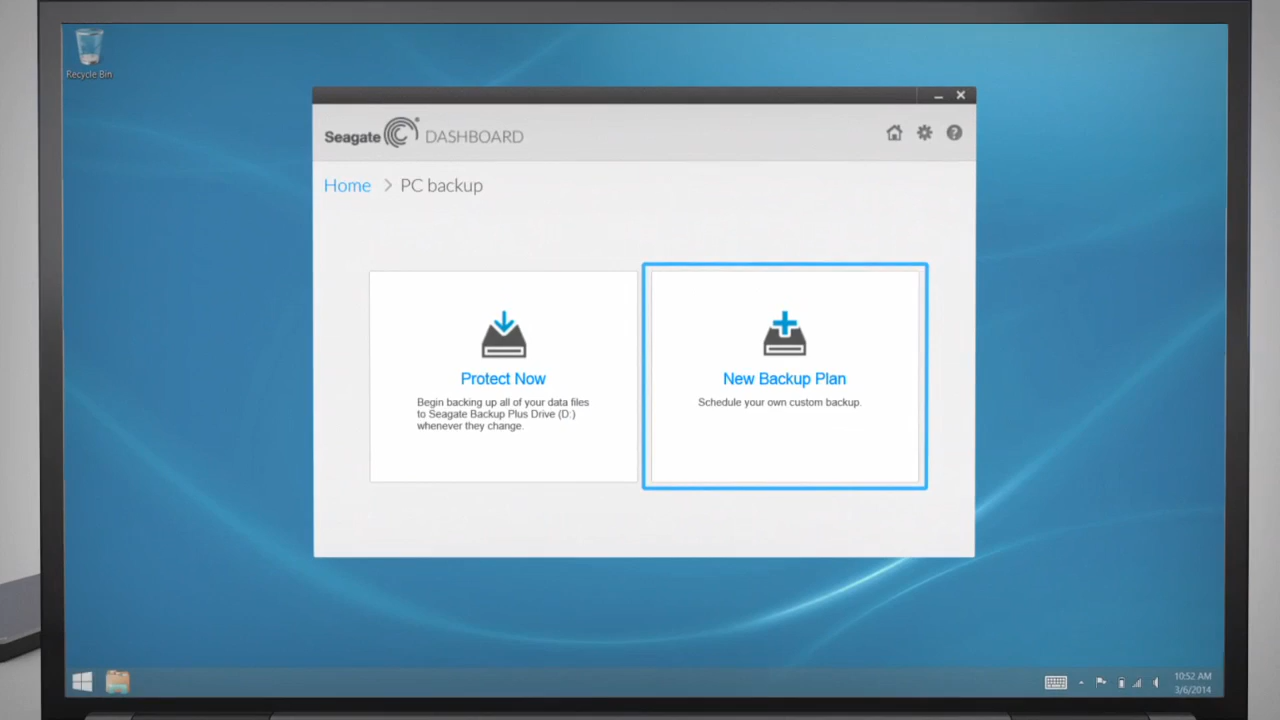 Recycle Bin
Seagate DASHBOARD
Home > PC backup
Protect Now
Begin backing up all of your data files
to Seagate Backup Plus Drive (D:)
whenever they change.
New Backup Plan
Schedule your own custom backup.
10:52 AM
3/6/2014